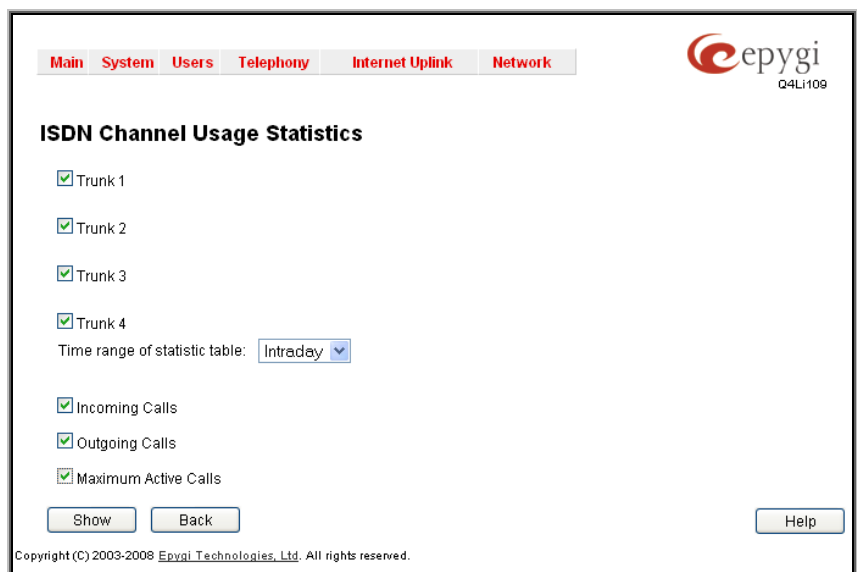 Main System Users Telephony Internet Uplink Network
epygi
Q4Li109
ISDN Channel Usage Statistics
Trunk 1
Trunk 2
Trunk 3
Trunk 4
Time range of statistic table: Intraday
Incoming Calls
Outgoing Calls
Maximum Active Calls
Show Back Help
Copyright (C) 2003-2008 Epygi Technologies, Ltd. All rights reserved.